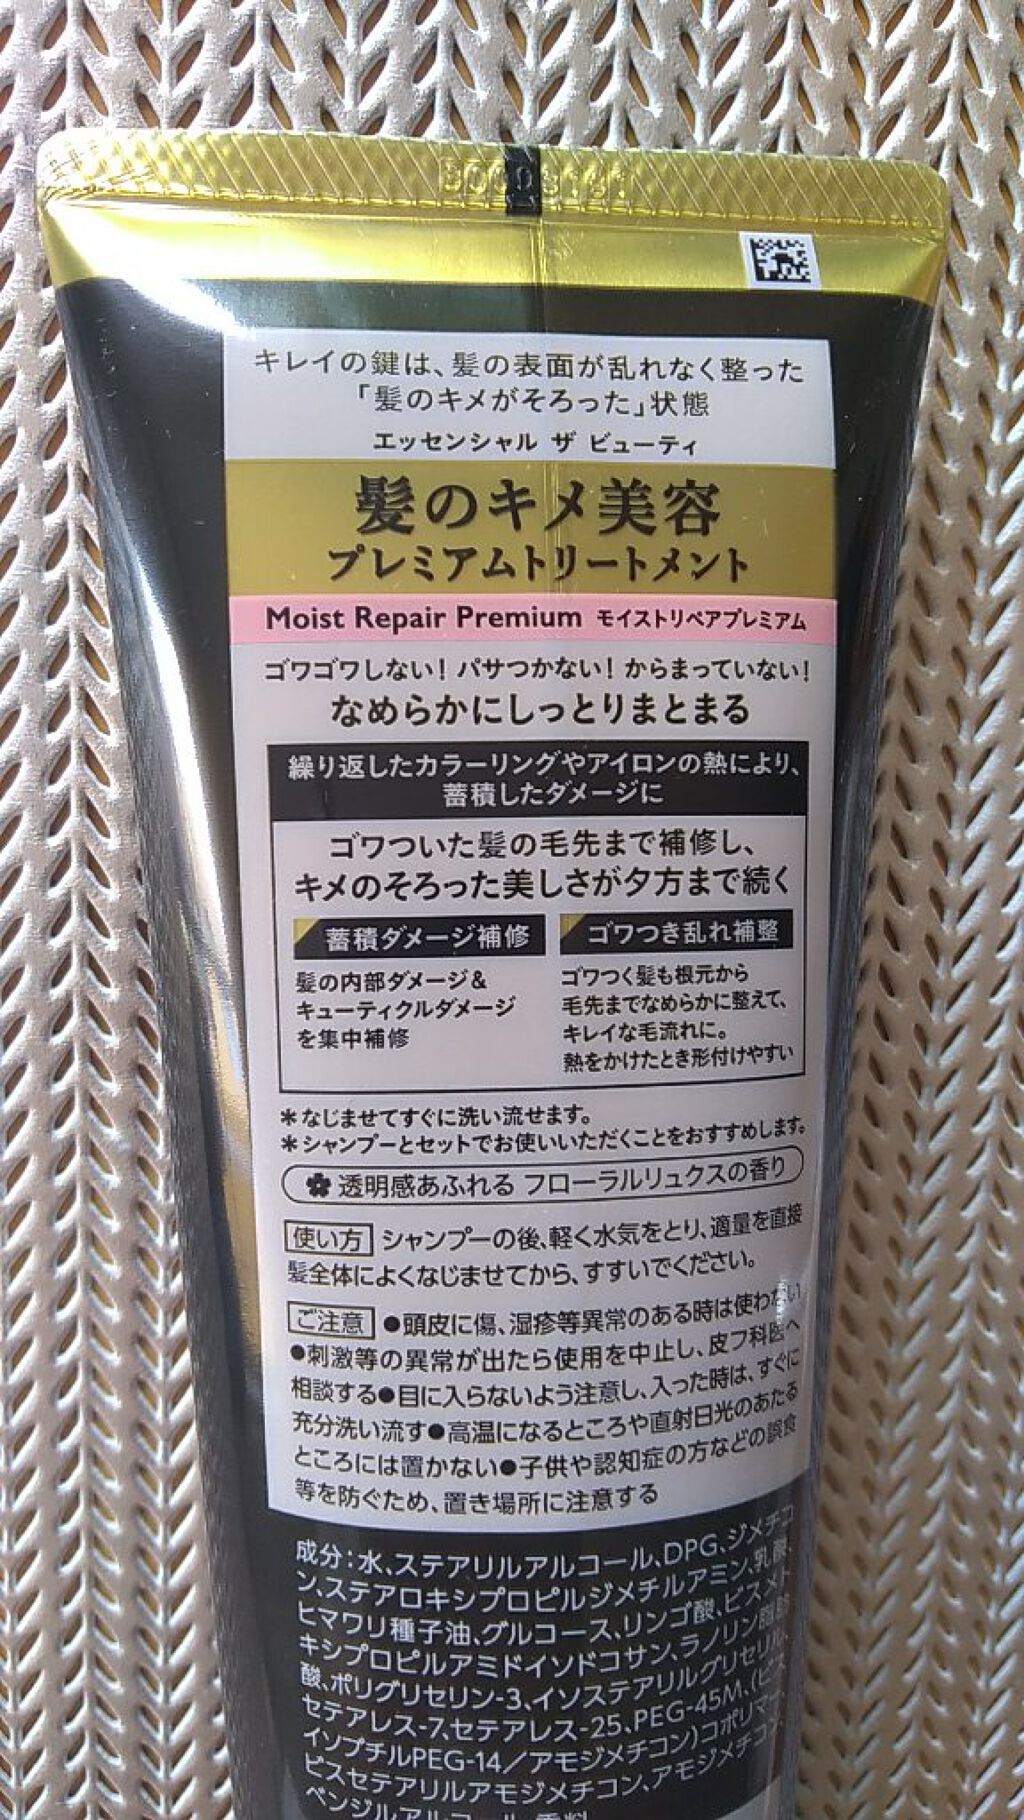 キレイの鍵は、髪の表面が乱れなく整った
「髪のキメがそろった」状態
エッセンシャル ザ ビューティ
髪のキメ美容
プレミアムトリートメント
Moist Repair Premium モイストリペアプレミアム
ゴワゴワしない! パサつかない! からまっていない!
なめらかにしっとりまとまる
繰り返したカラーリングやアイロンの熱により、
蓄積したダメージに
ゴワついた髪の毛先まで補修し、
キメのそろった美しさが夕方まで続く
蓄積ダメージ補修
髪の内部ダメージ&
キューティクルダメージ
を集中補修
ゴワつき乱れ補整
ゴワつく髪も根元から
毛先までなめらかに整えて、
キレイな毛流れに。
熱をかけたとき形付けやすい
*なじませてすぐに洗い流せます。
*シャンプーとセットでお使いいただくことをおすすめします。
透明感あふれる フローラルリュクスの香り
使い方 シャンプーの後、軽く水気をとり、適量を直接
髪全体によくなじませてから、すすいでください。
ご注意 ●頭皮に傷、湿疹等異常のある時は使わない
●刺激等の異常が出たら使用を中止し、皮フ科医へ
相談する●目に入らないよう注意し、入った時は、すぐに
充分洗い流す●高温になるところや直射日光のあたる
ところには置かない●子供や認知症の方などの誤食
等を防ぐため、置き場所に注意する
成分:水、ステアリルアルコール、DPG、ジメチコ
ン、ステアロキシプロピルジメチルアミン、乳酸、
ヒマワリ種子油、グルコース、リンゴ酸、ビスメト
キシプロピルアミドイソドコサン、ラノリン脂肪
酸、ポリグリセリン-3、イソステアリルグリセリル、
セテアレス-7、セテアレス-25、PEG-45M、(ビス
イソブチルPEG-14/アモジメチコン)コポリマー、
ビスセテアリルアモジメチコン、アモジメチコン、
ベンジルアルコール、香料